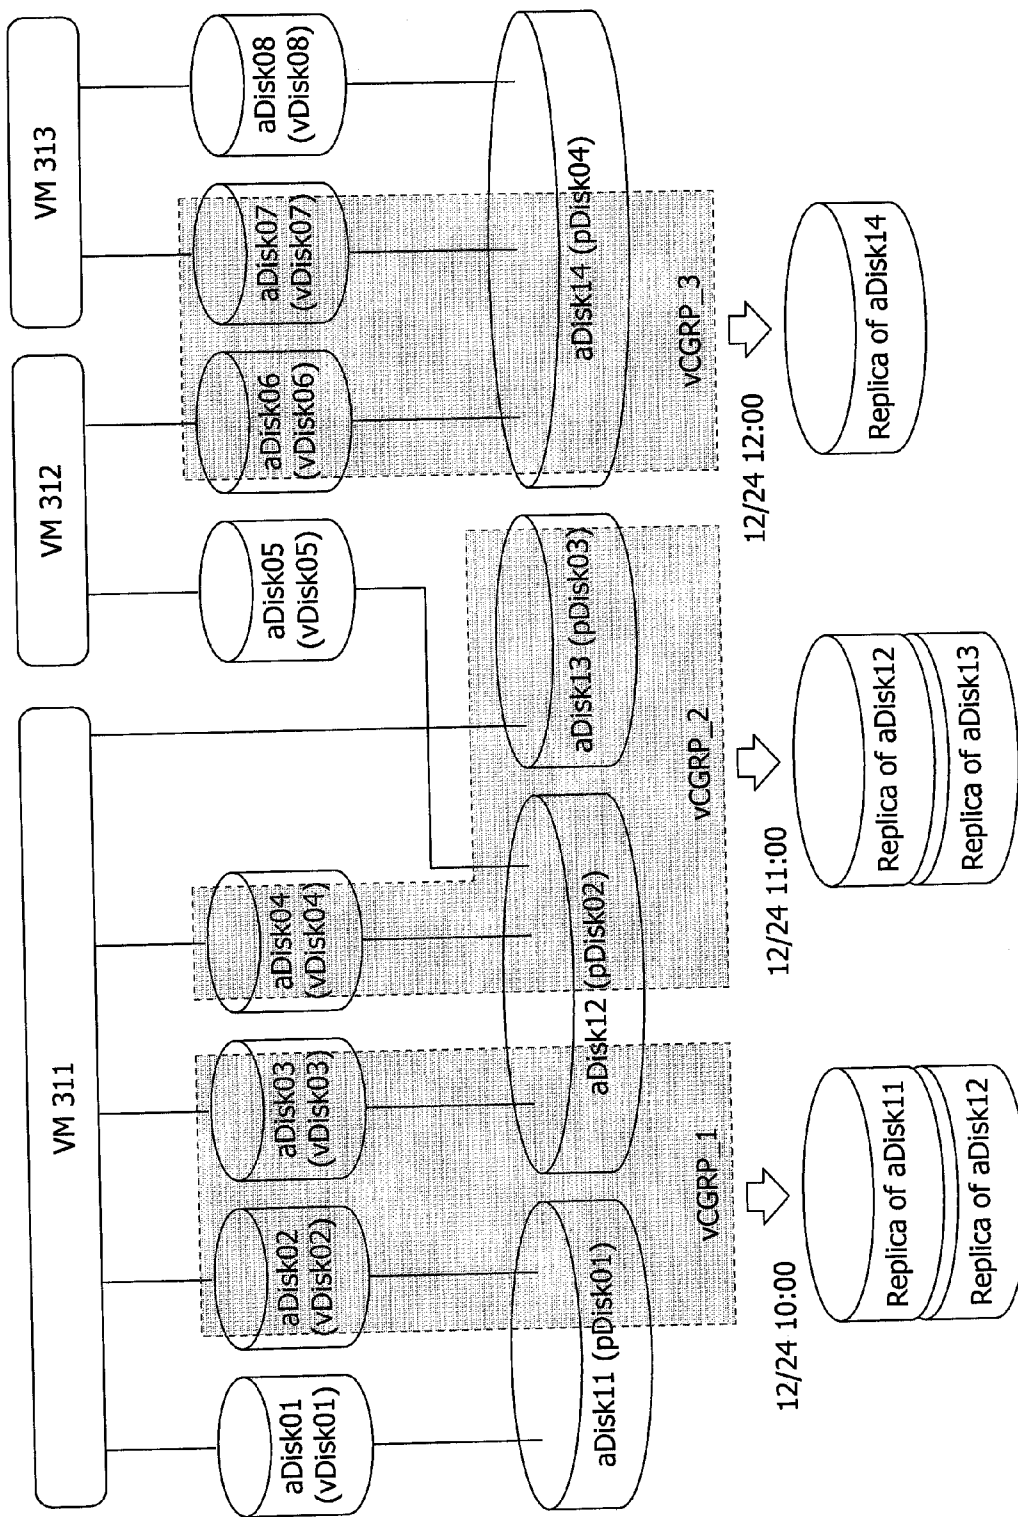 VM 311
VM 312
VM 313
aDisk01
(vDisk01)
aDisk02
(vDisk02)
aDisk03
(vDisk03)
aDisk04
(vDisk04)
aDisk05
(vDisk05)
aDisk06
(vDisk06)
aDisk07
(vDisk07)
aDisk08
(vDisk08)
aDisk11 (pDisk01)
aDisk12 (pDisk02)
aDisk13 (pDisk03)
aDisk14 (pDisk04)
vCGRP_1
vCGRP_2
vCGRP_3
12/24 10:00
12/24 11:00
12/24 12:00
Replica of aDisk11
Replica of aDisk12
Replica of aDisk12
Replica of aDisk13
Replica of aDisk14